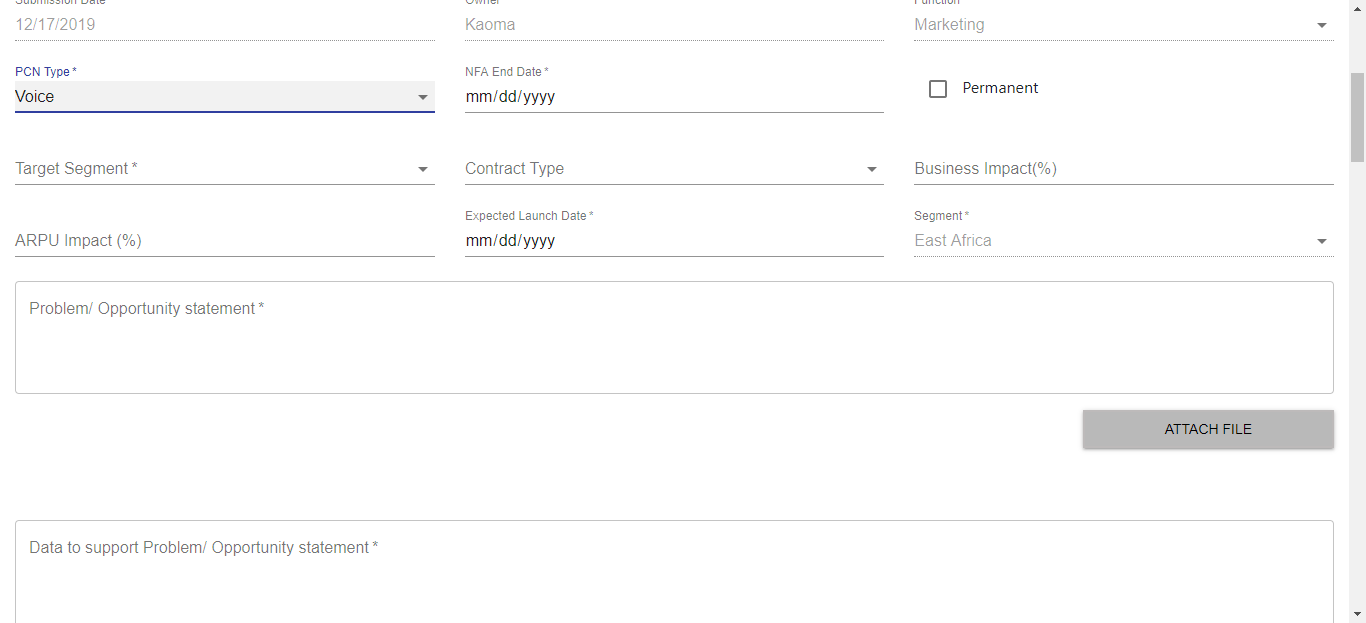 Submission Date Owner Function
12/17/2019 Kaoma Marketing
PCN Type * NFA End Date *
Voice mm/dd/yyyy Permanent
Target Segment * Contract Type Business Impact(%)
Expected Launch Date * Segment *
ARPU Impact (%) mm/dd/yyyy East Africa
Problem/ Opportunity statement *
ATTACH FILE
Data to support Problem/ Opportunity statement *